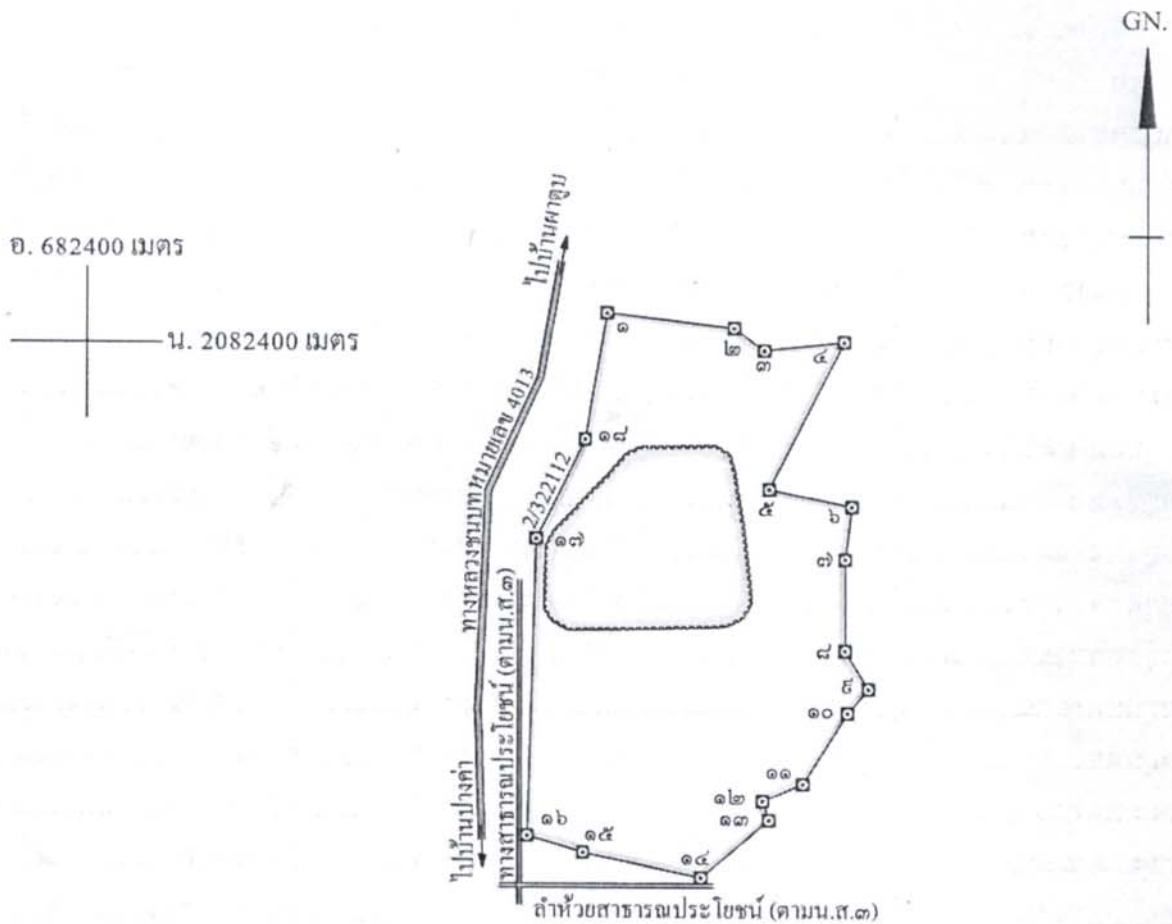 GN.
อ. 682400 เมตร
น. 2082400 เมตร
ไปบ้านผาตูบ
ทางหลวงชนบทหมายเลข 4013
2/322112
ทางสาธารณประโยชน์ (ตามน.ส.๓)
ไปบ้านปางค่า
๑
๒
๓
๔
๕
๖
๗
๘
๙
๑๐
๑๑
๑๒
๑๓
๑๔
๑๕
๑๖
๑๗
๑๘
ลำห้วยสาธารณประโยชน์ (ตามน.ส.๓)